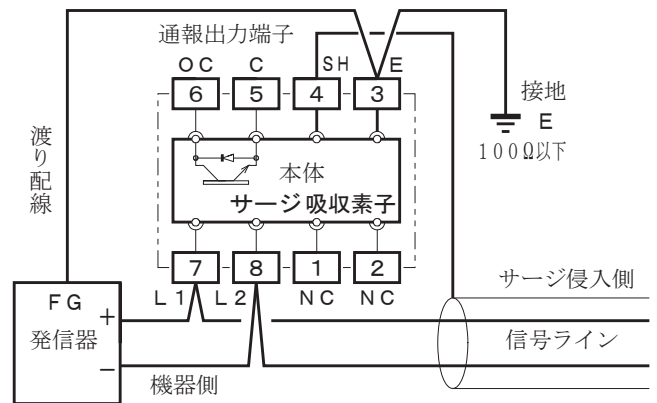 通報出力端子
OC C SH E
6 5 4 3
接地
E
100Ω以下
渡り配線
本体
サージ吸収素子
7 8 1 2
L1 L2 NC NC
サージ侵入側
FG
+
発信器
信号ライン
−
機器側